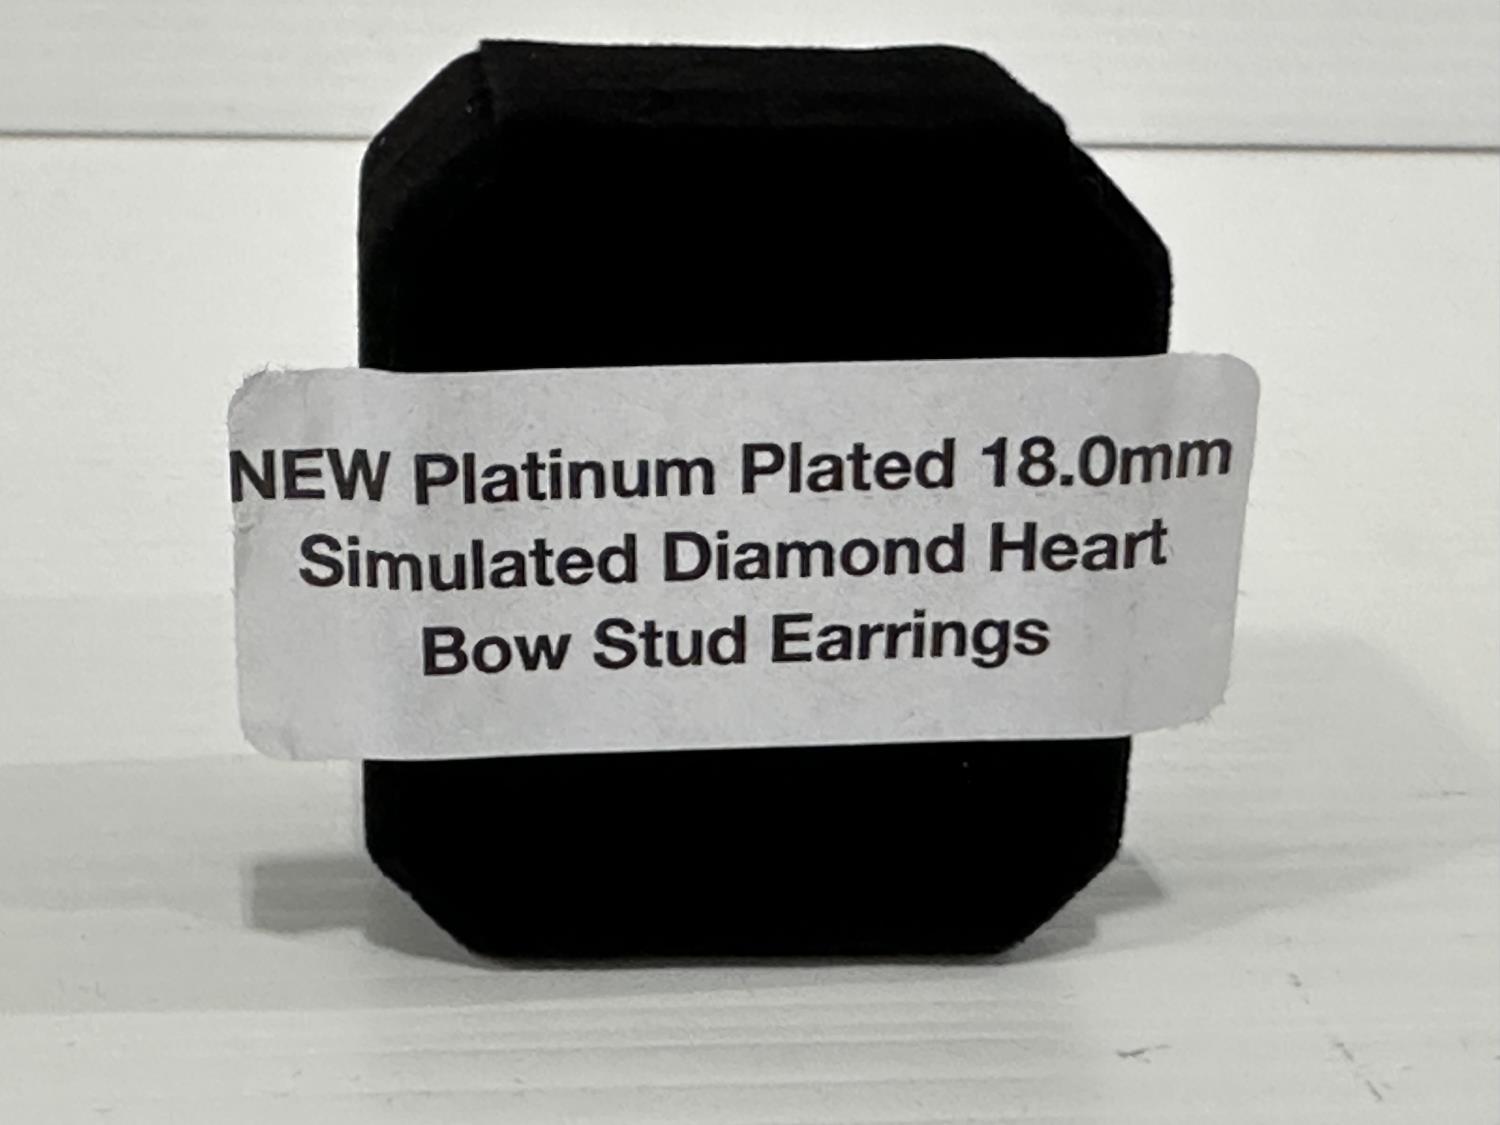 NEW Platinum Plated 18.0mm
Simulated Diamond Heart
Bow Stud Earrings